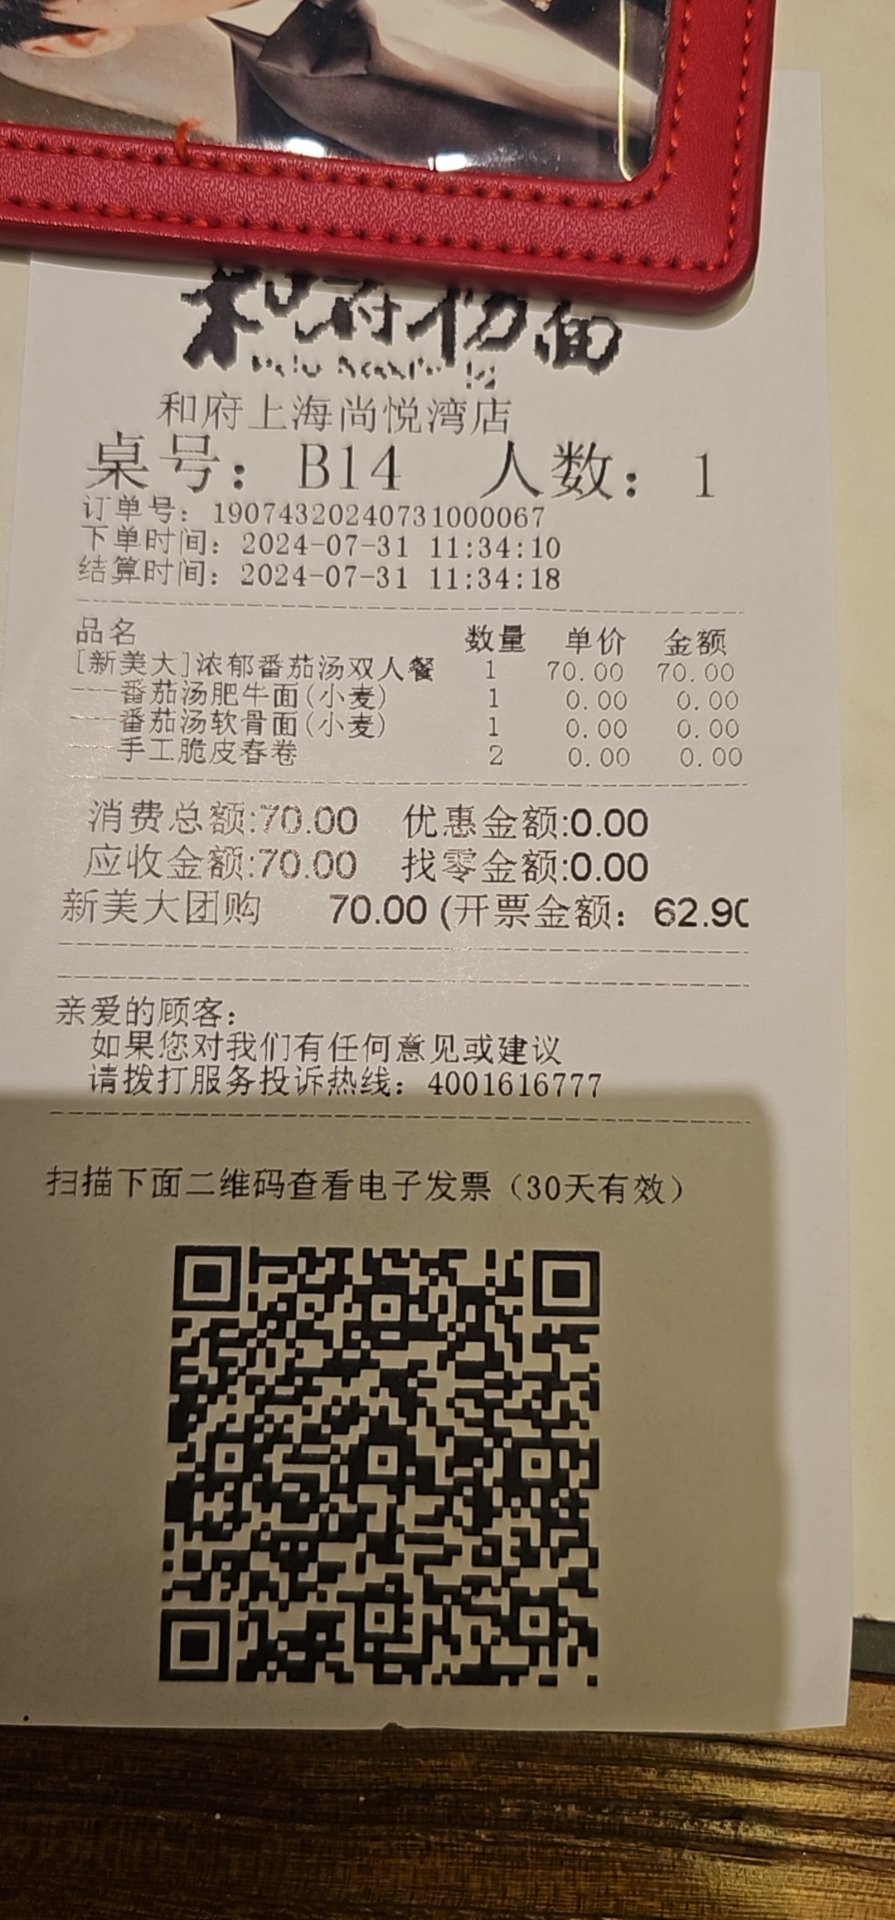 和府捞面
和府上海尚悦湾店
桌号：B14 人数：1
订单号：19074320240731000067
下单时间：2024-07-31 11:34:10
结算时间：2024-07-31 11:34:18
品名 数量 单价 金额
[新美大]浓郁番茄汤双人餐 1 70.00 70.00
---番茄汤肥牛面(小麦) 1 0.00 0.00
---番茄汤软骨面(小麦) 1 0.00 0.00
---手工脆皮春卷 2 0.00 0.00
消费总额:70.00 优惠金额:0.00
应收金额:70.00 找零金额:0.00
新美大团购 70.00 (开票金额：62.90
亲爱的顾客：
如果您对我们有任何意见或建议
请拨打服务投诉热线：4001616777
扫描下面二维码查看电子发票（30天有效）